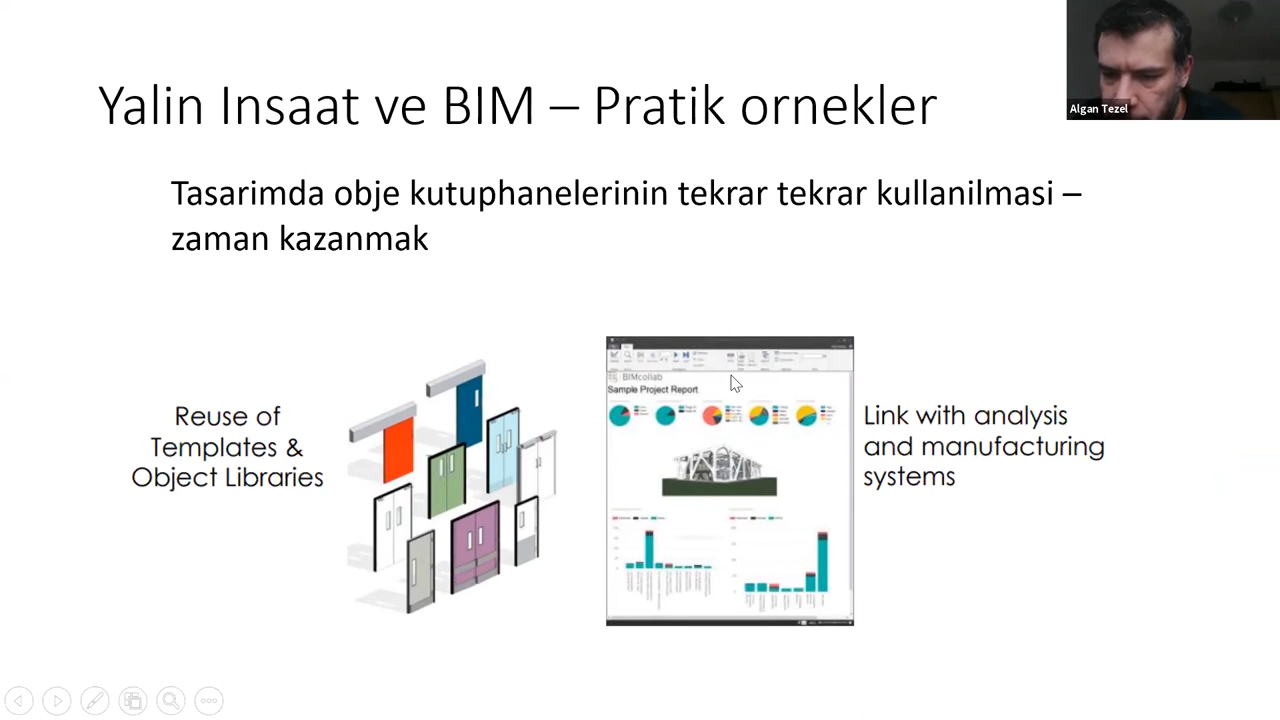 Yalin Insaat ve BIM – Pratik ornekler
Algan Tezel
Tasarimda obje kutuphanelerinin tekrar tekrar kullanilmasi –
zaman kazanmak
Reuse of
Templates &
Object Libraries
BIMcollab
Sample Project Report
Link with analysis
and manufacturing
systems